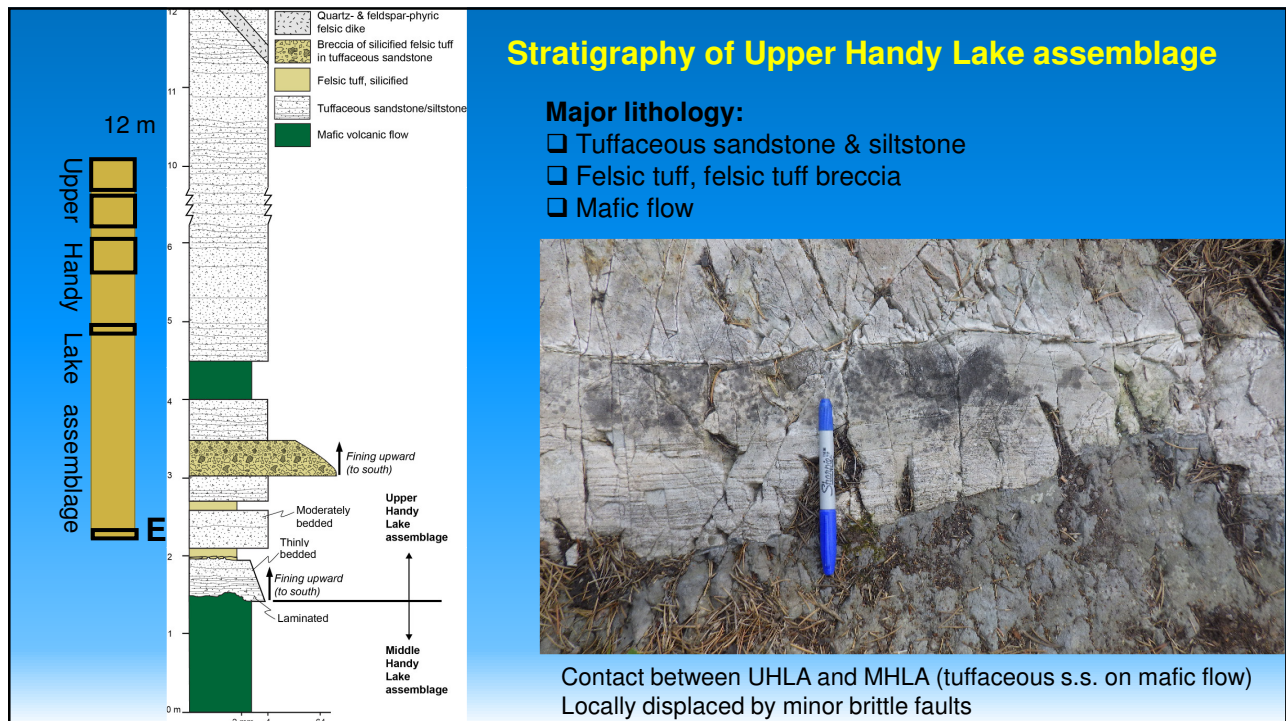 Stratigraphy of Upper Handy Lake assemblage
12 m
Upper Handy Lake assemblage
E
Quartz- & feldspar-phyric
felsic dike
Breccia of silicified felsic tuff
in tuffaceous sandstone
Felsic tuff, silicified
Tuffaceous sandstone/siltstone
Mafic volcanic flow
12
11
10
6
5
4
3
2
1
0 m
Fining upward
(to south)
Moderately
bedded
Thinly
bedded
Fining upward
(to south)
Laminated
Upper
Handy
Lake
assemblage
Middle
Handy
Lake
assemblage
Major lithology:
Tuffaceous sandstone & siltstone
Felsic tuff, felsic tuff breccia
Mafic flow
Sharpie
Contact between UHLA and MHLA (tuffaceous s.s. on mafic flow)
Locally displaced by minor brittle faults